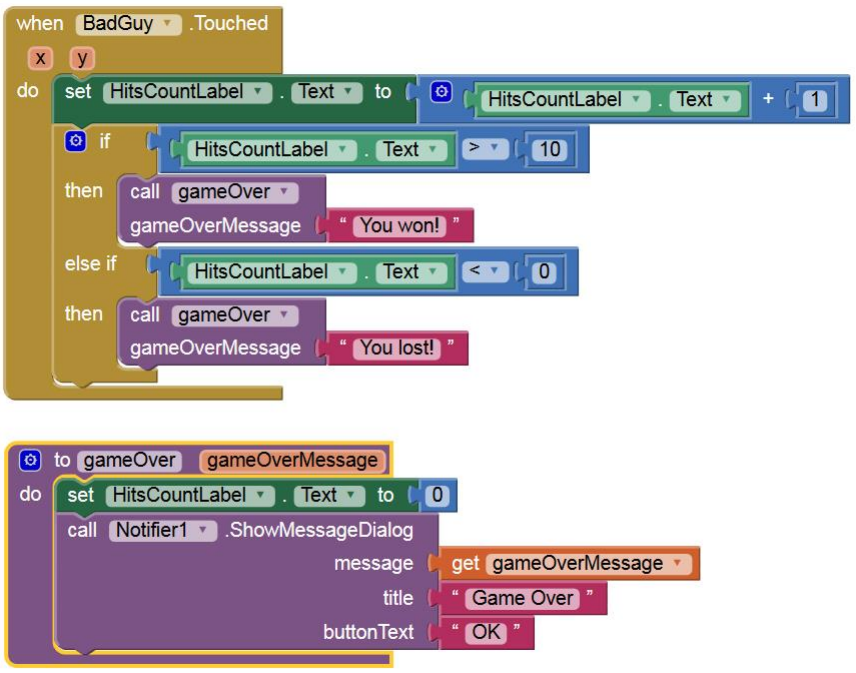 when BadGuy .Touched
x y
do set HitsCountLabel . Text to HitsCountLabel . Text + 1
if HitsCountLabel . Text > 10
then call gameOver
gameOverMessage “ You won! ”
else if HitsCountLabel . Text < 0
then call gameOver
gameOverMessage “ You lost! ”
to gameOver gameOverMessage
do set HitsCountLabel . Text to 0
call Notifier1 .ShowMessageDialog
message get gameOverMessage
title “ Game Over ”
buttonText “ OK ”